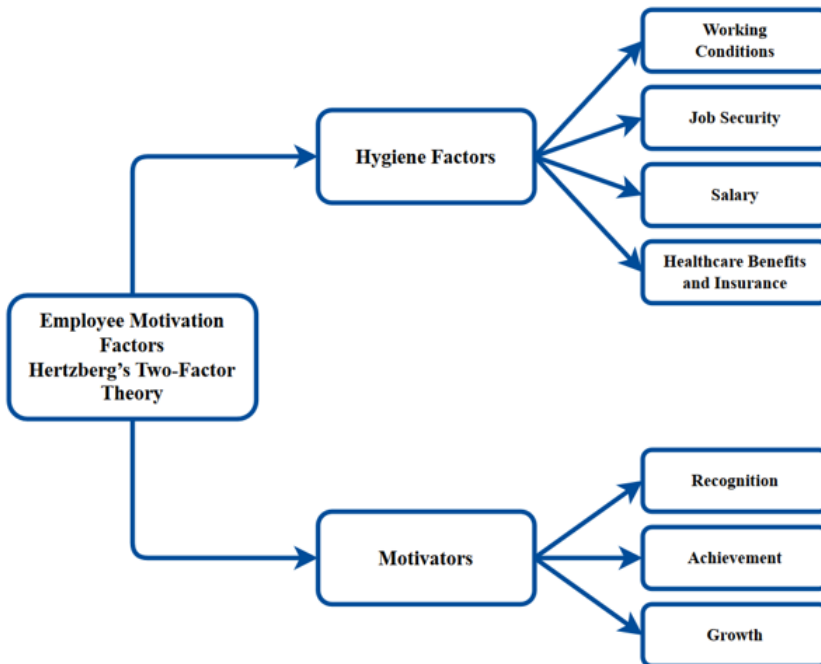 Working
Conditions
Job Security
Hygiene Factors
Salary
Healthcare Benefits
and Insurance
Employee Motivation
Factors
Hertzberg's Two-Factor
Theory
Recognition
Motivators
Achievement
Growth